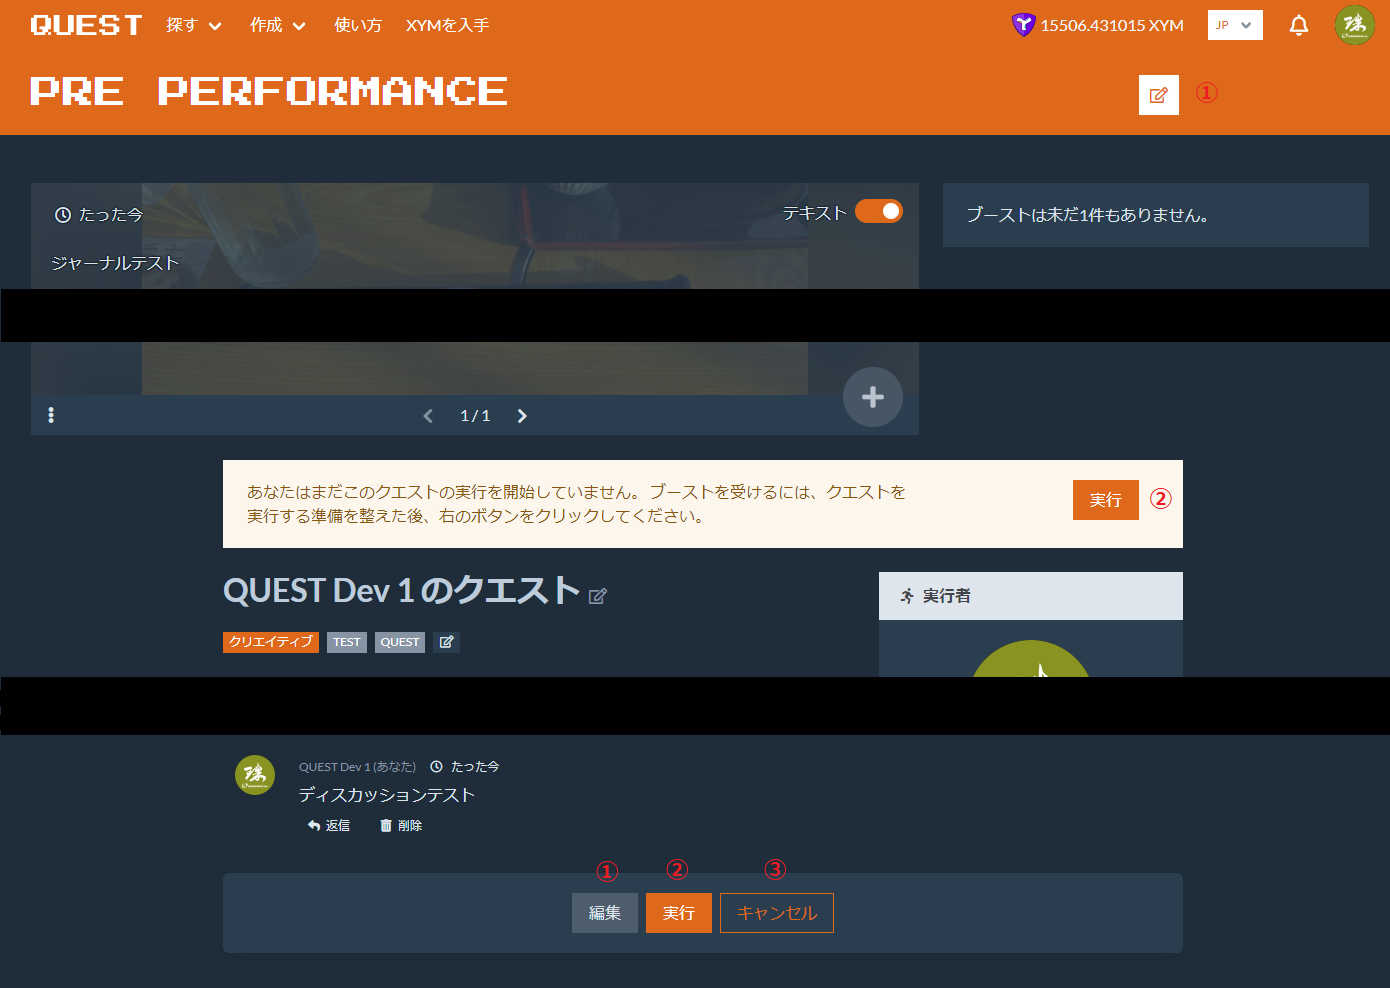 QUEST 探す 作成 使い方 XYMを入手 15506.431015 XYM JP
PRE PERFORMANCE ①
たった今 テキスト
ブーストは未だ1件もありません。
ジャーナルテスト
1 / 1
あなたはまだこのクエストの実行を開始していません。 ブーストを受けるには、クエストを
実行する準備を整えた後、右のボタンをクリックしてください。
実行 ②
QUEST Dev 1 のクエスト
実行者
クリエイティブ TEST QUEST
QUEST Dev 1 (あなた) たった今
ディスカッションテスト
返信 削除
① ② ③
編集 実行 キャンセル